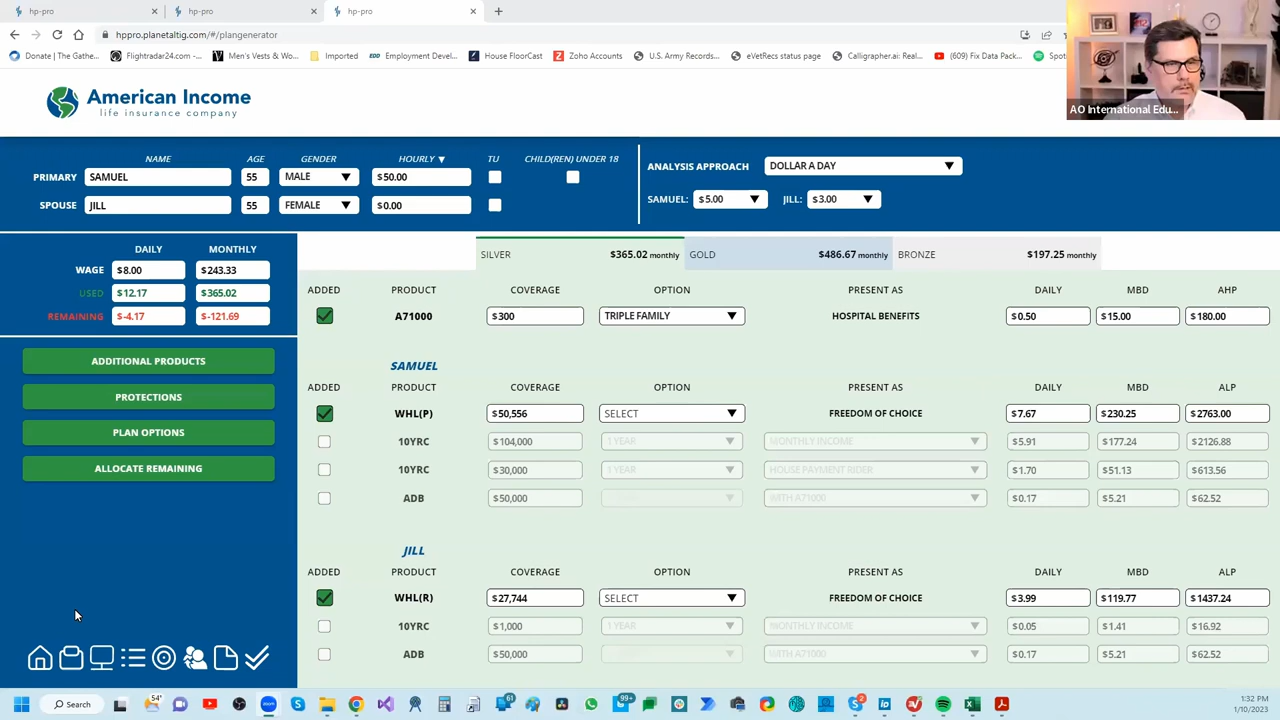 hp-pro
hp-pro
hp-pro
hppro.planetaltig.com/#/plangenerator
Donate | The Gathe...
Flightradar24.com -...
Men's Vests & Wo...
Imported
EDD Employment Devel...
House FloorCast
Zoho Accounts
U.S. Army Records...
eVetRecs status page
Calligrapher.ai: Real...
(609) Fix Data Pack...
Spot
AO International Edu...
American Income
life insurance company
NAME AGE GENDER HOURLY ▼ TU CHILD(REN) UNDER 18
PRIMARY SAMUEL 55 MALE $50.00
SPOUSE JILL 55 FEMALE $0.00
ANALYSIS APPROACH DOLLAR A DAY
SAMUEL: $5.00 JILL: $3.00
DAILY MONTHLY
WAGE $8.00 $243.33
USED $12.17 $365.02
REMAINING $-4.17 $-121.69
ADDITIONAL PRODUCTS
PROTECTIONS
PLAN OPTIONS
ALLOCATE REMAINING
SILVER $365.02 monthly GOLD $486.67 monthly BRONZE $197.25 monthly
ADDED PRODUCT COVERAGE OPTION PRESENT AS DAILY MBD AHP
A71000 $300 TRIPLE FAMILY HOSPITAL BENEFITS $0.50 $15.00 $180.00
SAMUEL
ADDED PRODUCT COVERAGE OPTION PRESENT AS DAILY MBD ALP
WHL(P) $50,556 SELECT FREEDOM OF CHOICE $7.67 $230.25 $2763.00
10YRC $104,000 1 YEAR MONTHLY INCOME $5.91 $177.24 $2126.88
10YRC $30,000 1 YEAR HOUSE PAYMENT RIDER $1.70 $51.13 $613.56
ADB $50,000 WITH A71000 $0.17 $5.21 $62.52
JILL
ADDED PRODUCT COVERAGE OPTION PRESENT AS DAILY MBD ALP
WHL(R) $27,744 SELECT FREEDOM OF CHOICE $3.99 $119.77 $1437.24
10YRC $1,000 1 YEAR MONTHLY INCOME $0.05 $1.41 $16.92
ADB $50,000 WITH A71000 $0.17 $5.21 $62.52
Search
54°
61
99+
2
1:32 PM
1/10/2023